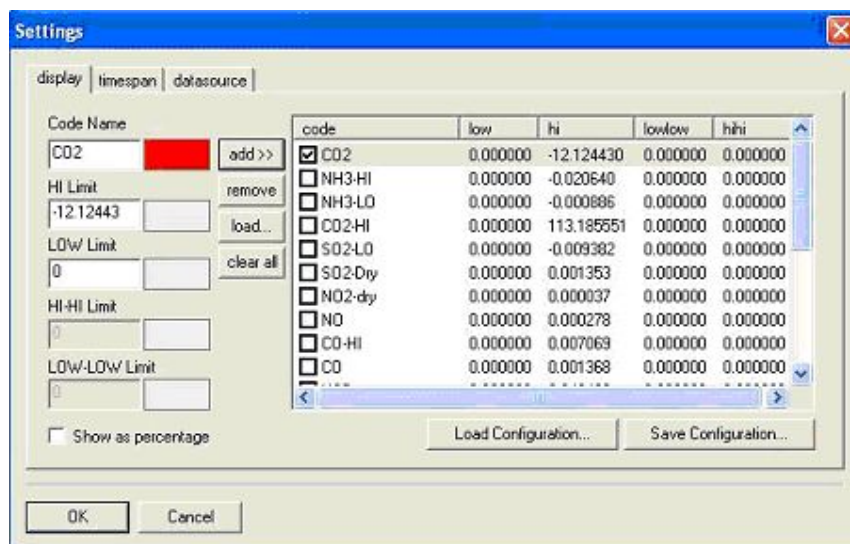 Settings
display timespan datasource
Code Name
CO2
add >>
HI Limit
-12.12443
remove
load...
LOW Limit
0
clear all
HI-HI Limit
0
LOW-LOW Limit
0
Show as percentage
code low hi lowlow hihi
CO2 0.000000 -12.124430 0.000000 0.000000
NH3-HI 0.000000 -0.020640 0.000000 0.000000
NH3-LO 0.000000 -0.000886 0.000000 0.000000
CO2-HI 0.000000 113.185551 0.000000 0.000000
SO2-LO 0.000000 -0.009382 0.000000 0.000000
SO2-Dry 0.000000 0.001353 0.000000 0.000000
NO2-dry 0.000000 0.000037 0.000000 0.000000
NO 0.000000 0.000278 0.000000 0.000000
CO-HI 0.000000 0.007069 0.000000 0.000000
CO 0.000000 0.001368 0.000000 0.000000
Load Configuration... Save Configuration...
OK Cancel